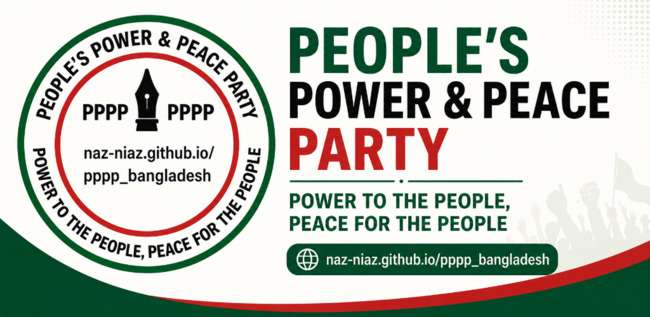 PEOPLE'S POWER & PEACE PARTY
PPPP PPPP
naz-niaz.github.io/
pppp_bangladesh
POWER TO THE PEOPLE, PEACE FOR THE PEOPLE
PEOPLE'S
POWER & PEACE
PARTY
POWER TO THE PEOPLE,
PEACE FOR THE PEOPLE
naz-niaz.github.io/pppp_bangladesh